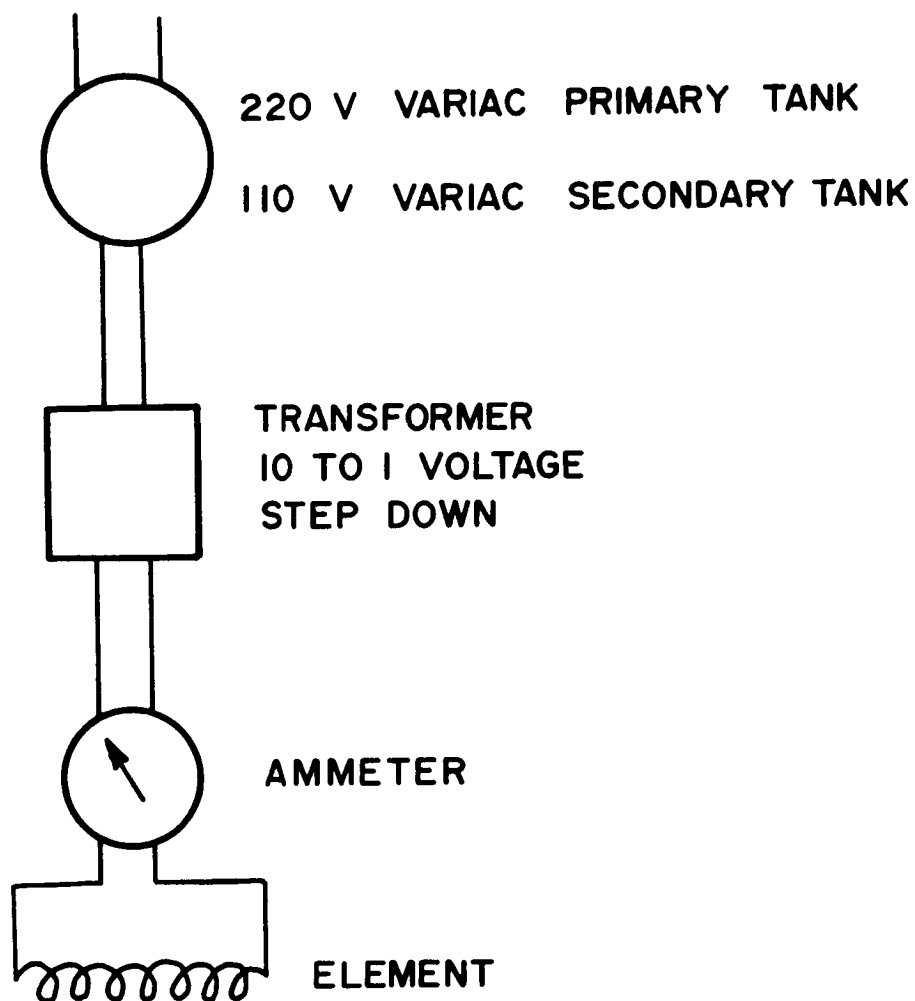 220 V VARIAC PRIMARY TANK
110 V VARIAC SECONDARY TANK
TRANSFORMER
10 TO 1 VOLTAGE
STEP DOWN
AMMETER
ELEMENT